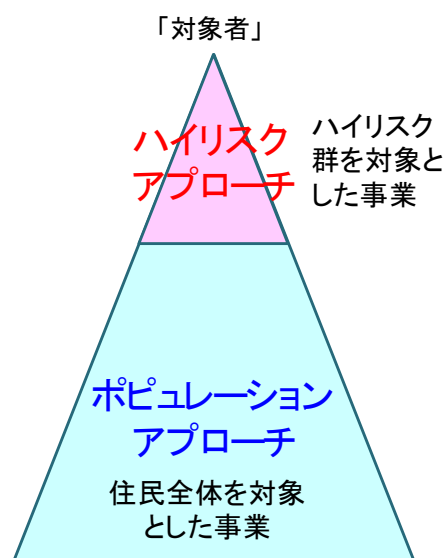 「対象者」
ハイリスク
アプローチ
ハイリスク
群を対象と
した事業
ポピュレーション
アプローチ
住民全体を対象
とした事業